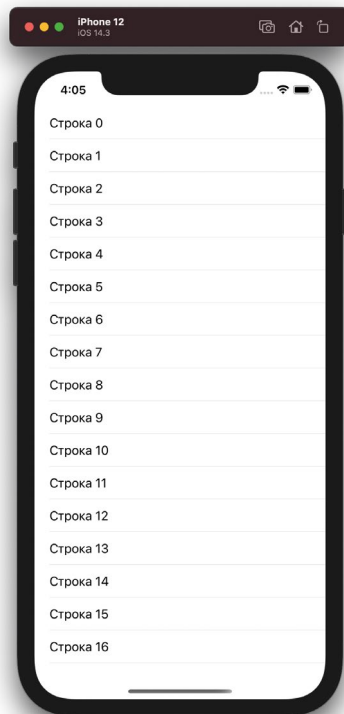 iPhone 12
iOS 14.3
4:05
Строка 0
Строка 1
Строка 2
Строка 3
Строка 4
Строка 5
Строка 6
Строка 7
Строка 8
Строка 9
Строка 10
Строка 11
Строка 12
Строка 13
Строка 14
Строка 15
Строка 16